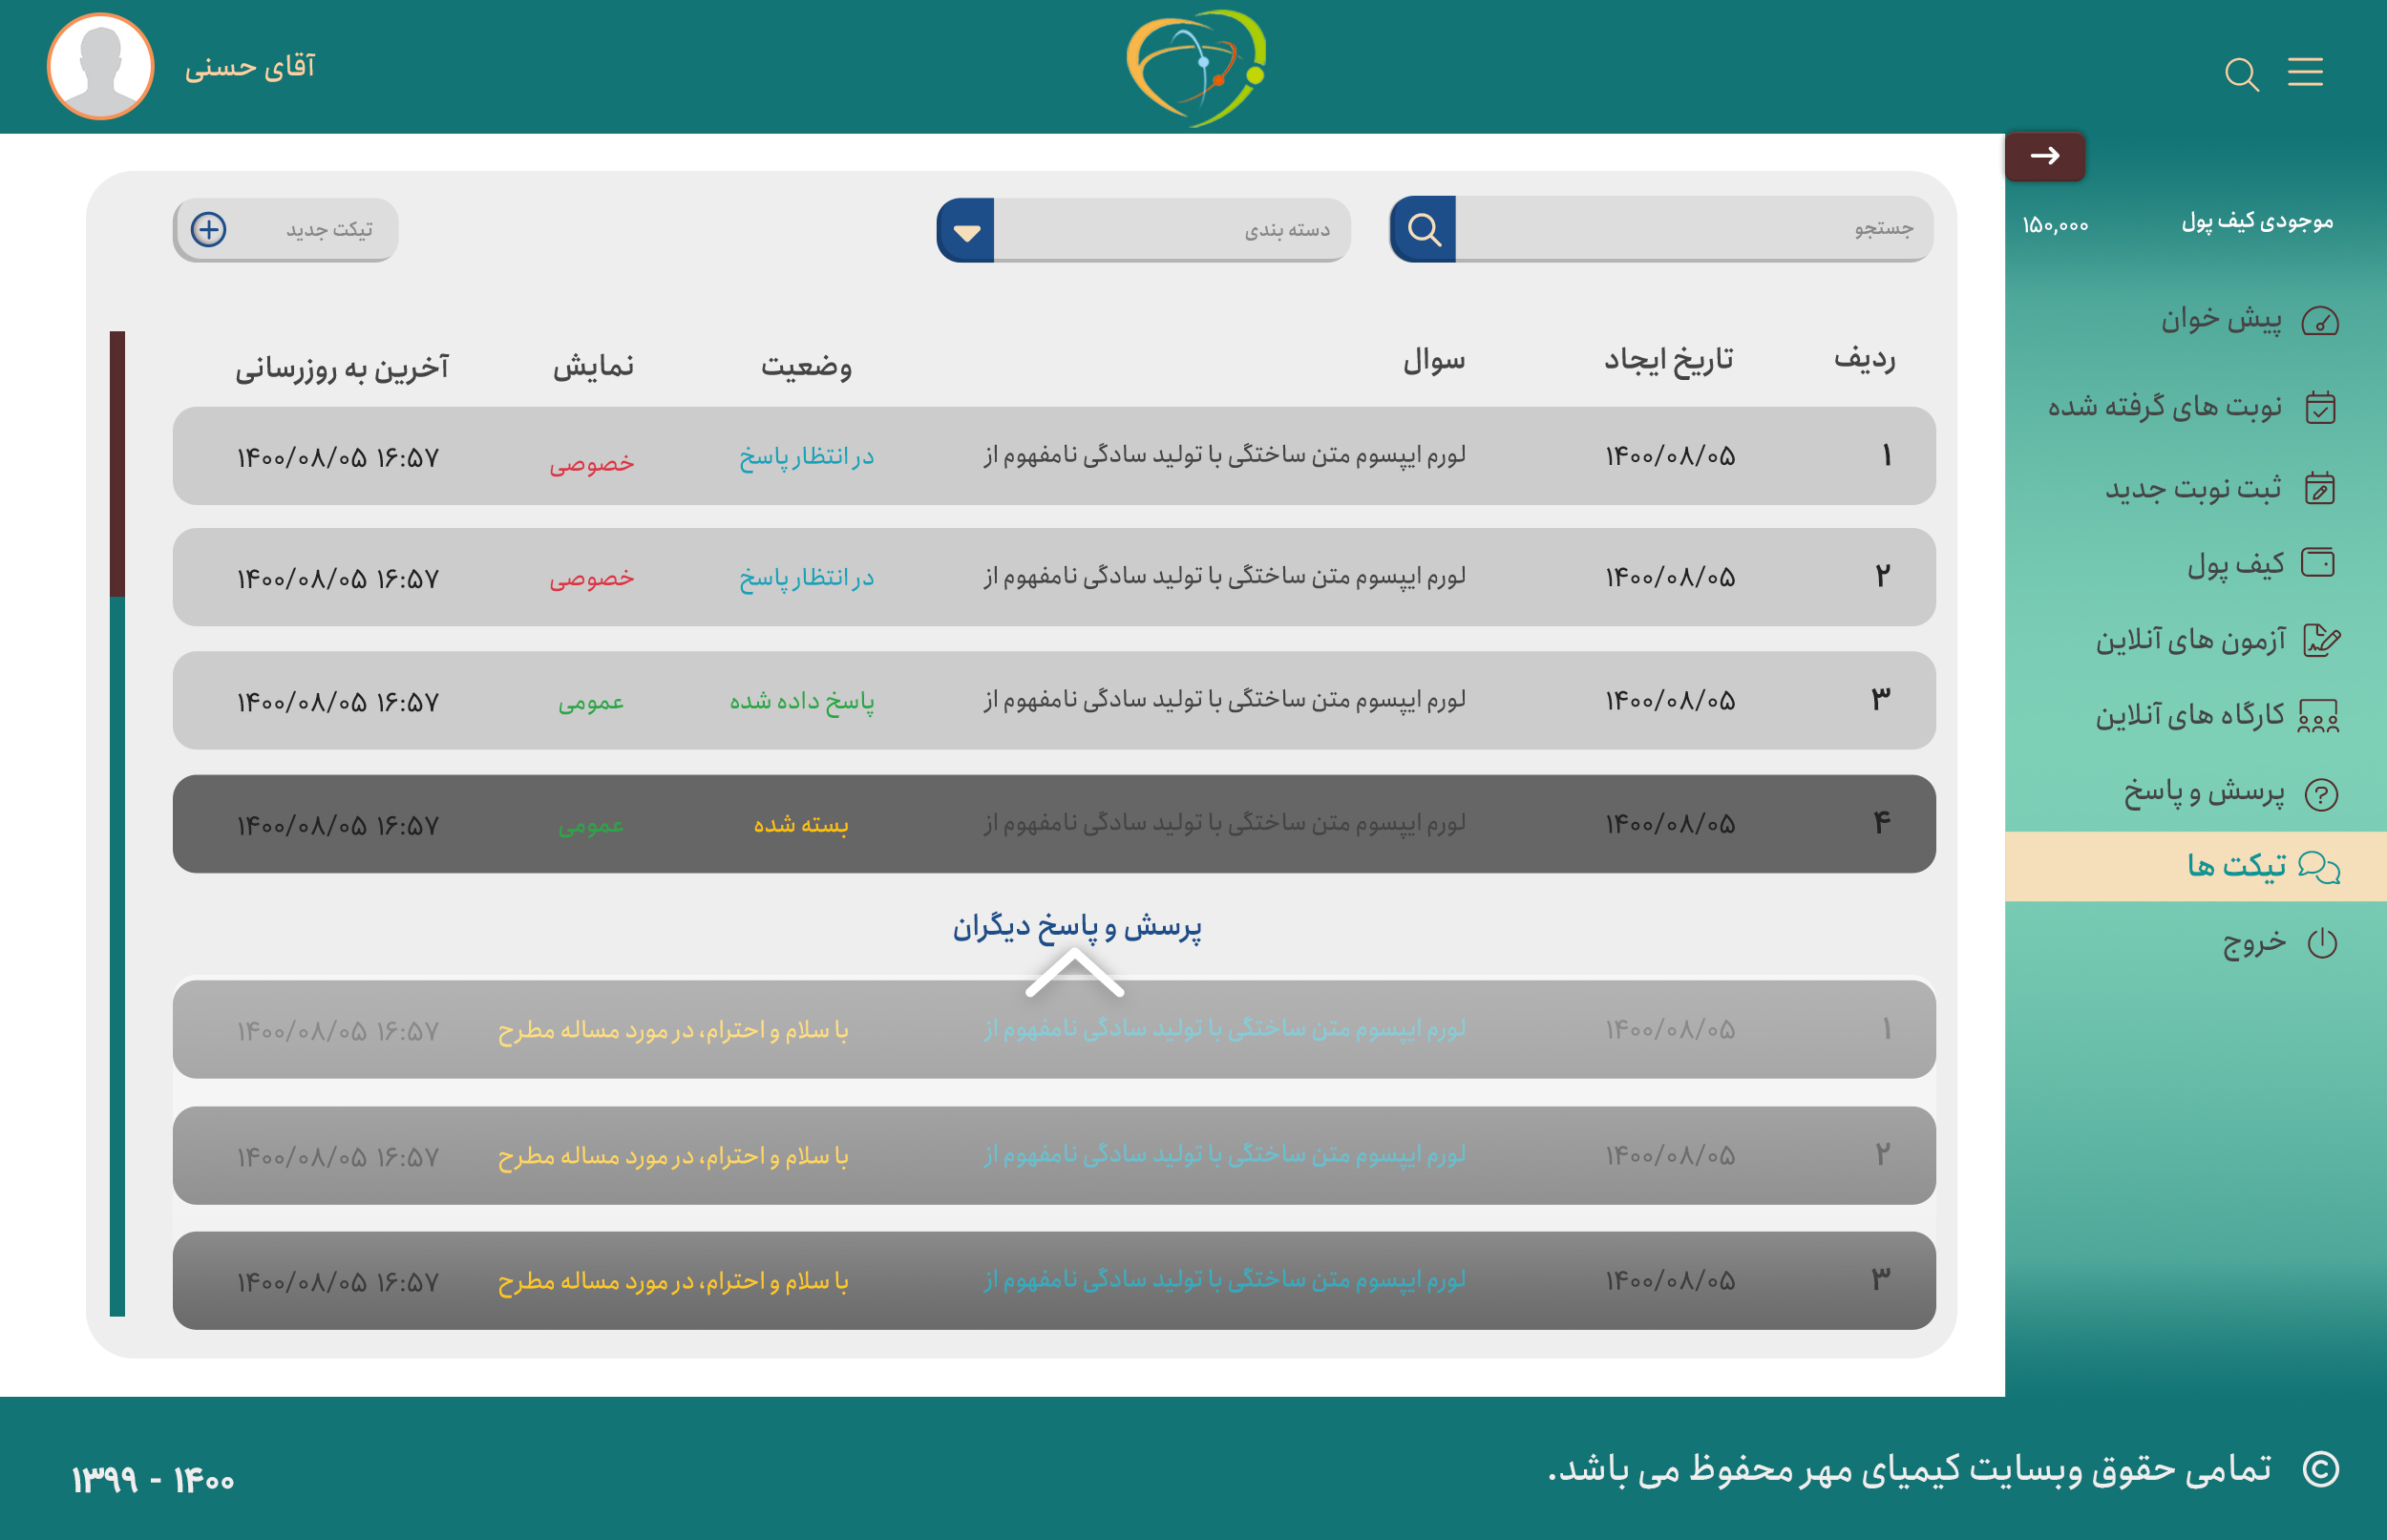 آقای حسنی
موجودی کیف پول ۱۵۰,۰۰۰
پیش خوان
نوبت های گرفته شده
ثبت نوبت جدید
کیف پول
آزمون های آنلاین
کارگاه های آنلاین
پرسش و پاسخ
تیکت ها
خروج
جستجو دسته بندی تیکت جدید
ردیف تاریخ ایجاد سوال وضعیت نمایش آخرین به روزرسانی
۱ ۱۴۰۰/۰۸/۰۵ لورم ایپسوم متن ساختگی با تولید سادگی نامفهوم از در انتظار پاسخ خصوصی ۱۴۰۰/۰۸/۰۵ ۱۶:۵۷
۲ ۱۴۰۰/۰۸/۰۵ لورم ایپسوم متن ساختگی با تولید سادگی نامفهوم از در انتظار پاسخ خصوصی ۱۴۰۰/۰۸/۰۵ ۱۶:۵۷
۳ ۱۴۰۰/۰۸/۰۵ لورم ایپسوم متن ساختگی با تولید سادگی نامفهوم از پاسخ داده شده عمومی ۱۴۰۰/۰۸/۰۵ ۱۶:۵۷
۴ ۱۴۰۰/۰۸/۰۵ لورم ایپسوم متن ساختگی با تولید سادگی نامفهوم از بسته شده عمومی ۱۴۰۰/۰۸/۰۵ ۱۶:۵۷
پرسش و پاسخ دیگران
۱ ۱۴۰۰/۰۸/۰۵ لورم ایپسوم متن ساختگی با تولید سادگی نامفهوم از با سلام و احترام، در مورد مساله مطرح ۱۴۰۰/۰۸/۰۵ ۱۶:۵۷
۲ ۱۴۰۰/۰۸/۰۵ لورم ایپسوم متن ساختگی با تولید سادگی نامفهوم از با سلام و احترام، در مورد مساله مطرح ۱۴۰۰/۰۸/۰۵ ۱۶:۵۷
۳ ۱۴۰۰/۰۸/۰۵ لورم ایپسوم متن ساختگی با تولید سادگی نامفهوم از با سلام و احترام، در مورد مساله مطرح ۱۴۰۰/۰۸/۰۵ ۱۶:۵۷
© تمامی حقوق وبسایت کیمیای مهر محفوظ می باشد.
۱۳۹۹ - ۱۴۰۰